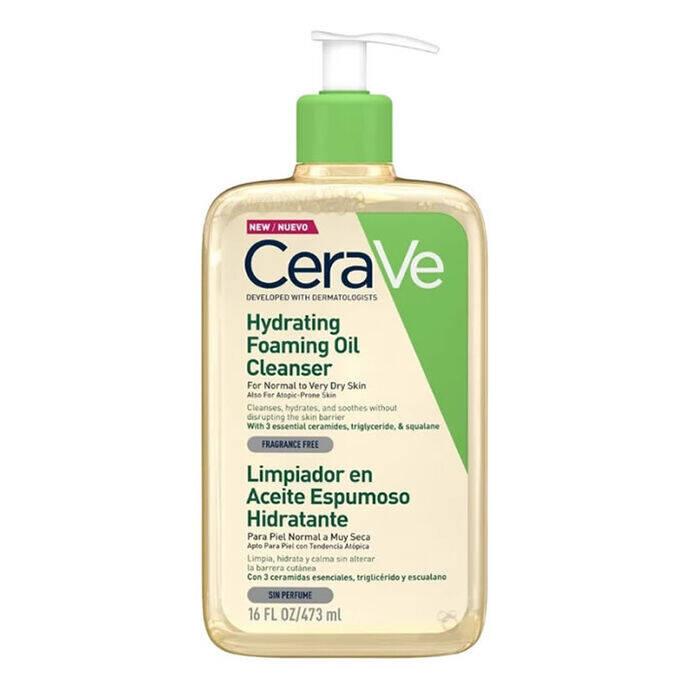 NEW / NUEVO
CeraVe
DEVELOPED WITH DERMATOLOGISTS
Hydrating
Foaming Oil
Cleanser
For Normal to Very Dry Skin
Also For Atopic-Prone Skin
Cleanses, hydrates, and soothes without
disrupting the skin barrier
With 3 essential ceramides, triglyceride, & squalane
FRAGRANCE FREE
Limpiador en
Aceite Espumoso
Hidratante
Para Piel Normal a Muy Seca
Apto Para Piel con Tendencia Atópica
Limpia, hidrata y calma sin alterar
la barrera cutánea
Con 3 ceramidas esenciales, triglicérido y escualano
SIN PERFUME
16 FL OZ/473 ml